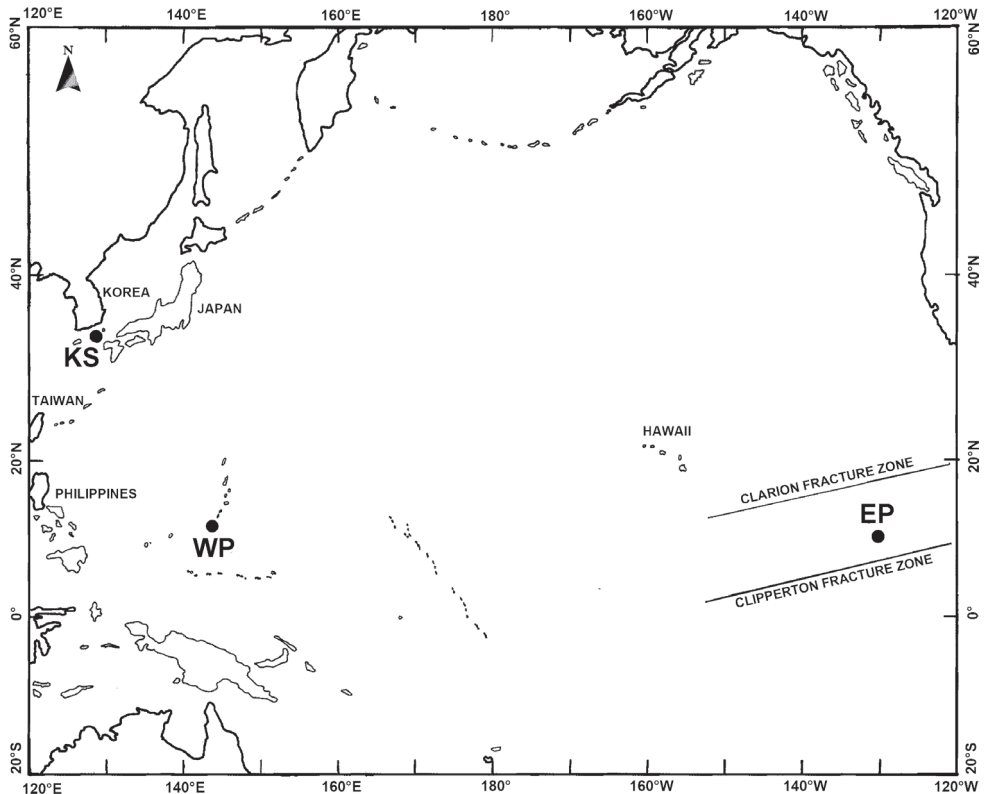 120°E 140°E 160°E 180° 160°W 140°W 120°W
60°N 60°N
N
40°N 40°N
KOREA
JAPAN
KS
TAIWAN
HAWAII
20°N 20°N
CLARION FRACTURE ZONE
PHILIPPINES
EP
WP
CLIPPERTON FRACTURE ZONE
0° 0°
20°S 20°S
120°E 140°E 160°E 180° 160°W 140°W 120°W